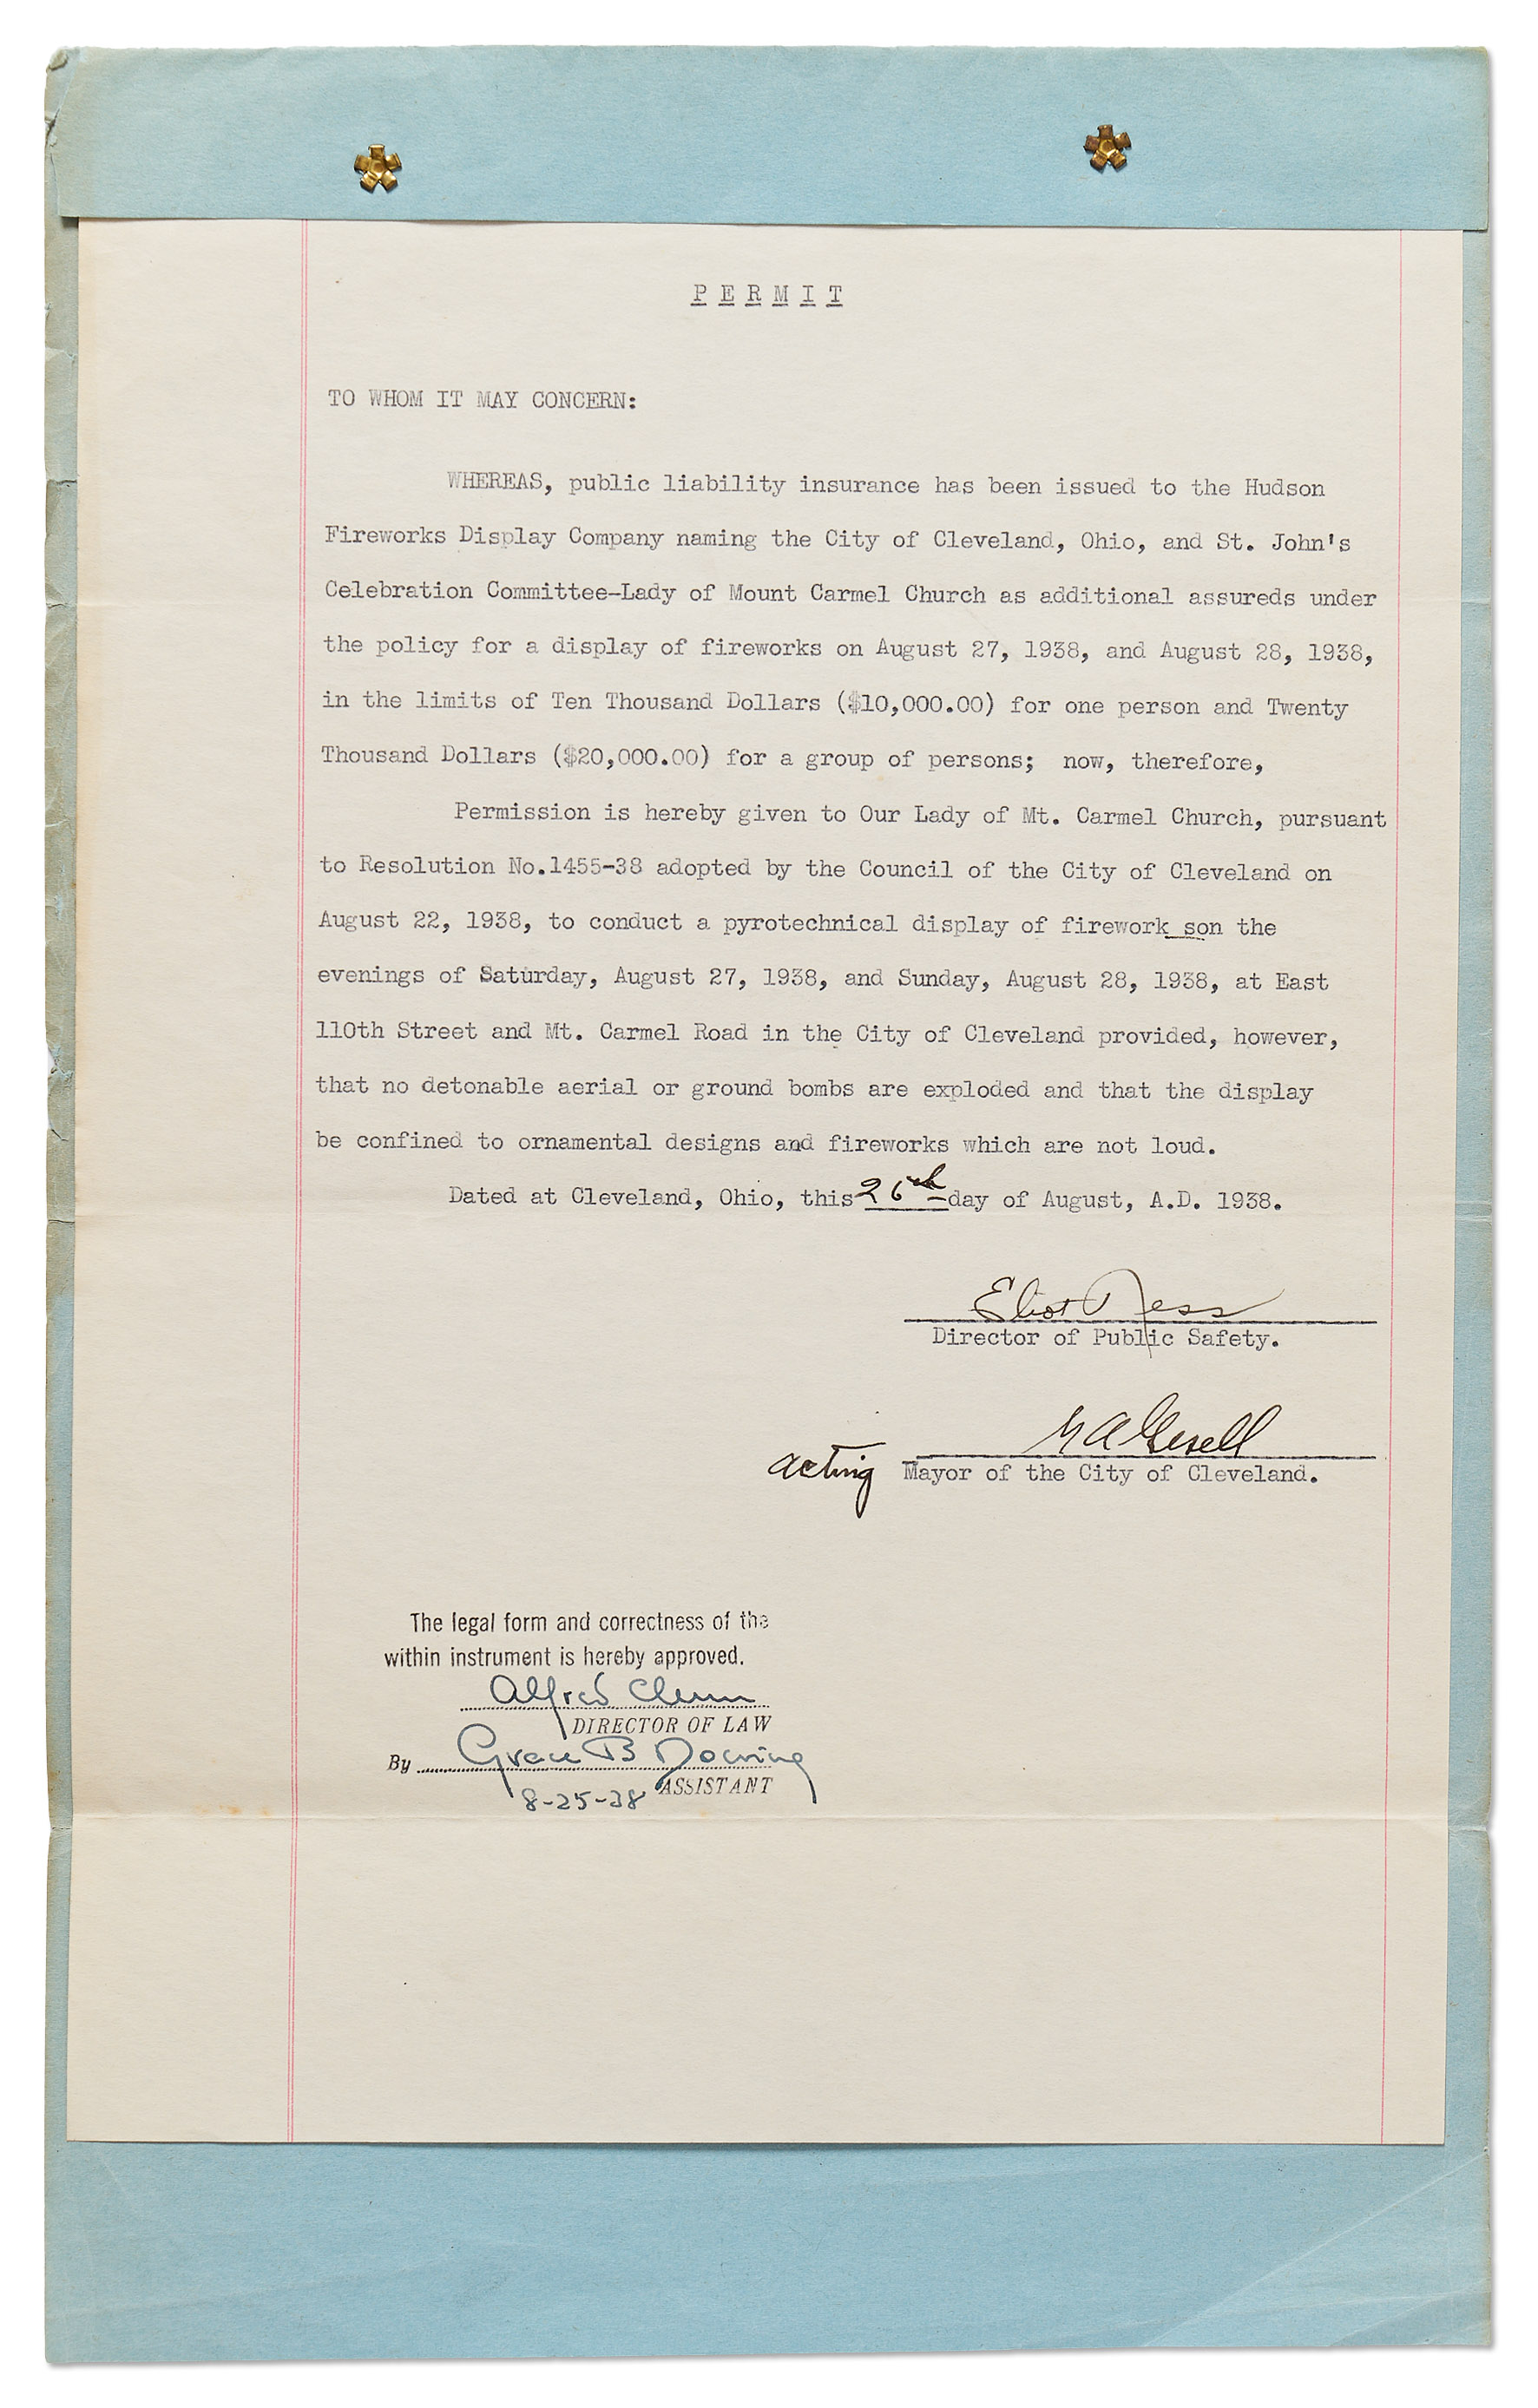 PERMIT
TO WHOM IT MAY CONCERN:
WHEREAS, public liability insurance has been issued to the Hudson
Fireworks Display Company naming the City of Cleveland, Ohio, and St. John's
Celebration Committee-Lady of Mount Carmel Church as additional assureds under
the policy for a display of fireworks on August 27, 1938, and August 28, 1938,
in the limits of Ten Thousand Dollars ($10,000.00) for one person and Twenty
Thousand Dollars ($20,000.00) for a group of persons; now, therefore,
Permission is hereby given to Our Lady of Mt. Carmel Church, pursuant
to Resolution No.1455-38 adopted by the Council of the City of Cleveland on
August 22, 1938, to conduct a pyrotechnical display of firework son the
evenings of Saturday, August 27, 1938, and Sunday, August 28, 1938, at East
110th Street and Mt. Carmel Road in the City of Cleveland provided, however,
that no detonable aerial or ground bombs are exploded and that the display
be confined to ornamental designs and fireworks which are not loud.
Dated at Cleveland, Ohio, this 26th day of August, A.D. 1938.
Eliot Ness
Director of Public Safety.
acting Mayor of the City of Cleveland.
The legal form and correctness of the
within instrument is hereby approved.
Alfred Clum
DIRECTOR OF LAW
By Grace B Doering
ASSISTANT
8-25-38